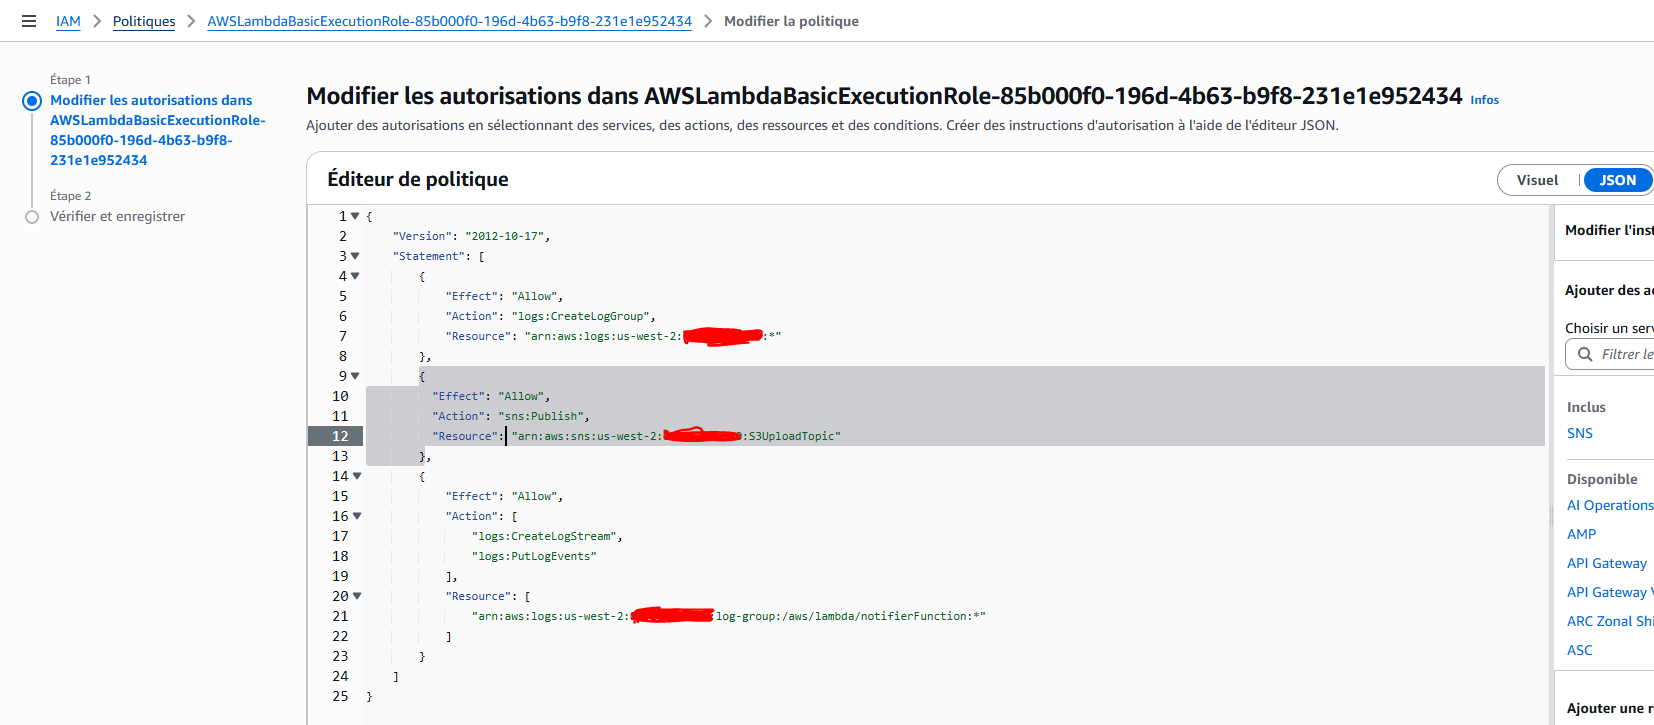 IAM > Politiques > AWSLambdaBasicExecutionRole-85b000f0-196d-4b63-b9f8-231e1e952434 > Modifier la politique
Étape 1
Modifier les autorisations dans
AWSLambdaBasicExecutionRole-
85b000f0-196d-4b63-b9f8-
231e1e952434
Étape 2
Vérifier et enregistrer
Modifier les autorisations dans AWSLambdaBasicExecutionRole-85b000f0-196d-4b63-b9f8-231e1e952434 Infos
Ajouter des autorisations en sélectionnant des services, des actions, des ressources et des conditions. Créer des instructions d'autorisation à l'aide de l'éditeur JSON.
Éditeur de politique
Visuel | JSON
1 {
2 "Version": "2012-10-17",
3 "Statement": [
4 {
5 "Effect": "Allow",
6 "Action": "logs:CreateLogGroup",
7 "Resource": "arn:aws:logs:us-west-2: :*"
8 },
9 {
10 "Effect": "Allow",
11 "Action": "sns:Publish",
12 "Resource": "arn:aws:sns:us-west-2: :S3UploadTopic"
13 },
14 {
15 "Effect": "Allow",
16 "Action": [
17 "logs:CreateLogStream",
18 "logs:PutLogEvents"
19 ],
20 "Resource": [
21 "arn:aws:logs:us-west-2: :log-group:/aws/lambda/notifierFunction:*"
22 ]
23 }
24 ]
25 }
Modifier l'inst
Ajouter des a
Choisir un serv
Filtrer le
Inclus
SNS
Disponible
AI Operations
AMP
API Gateway
API Gateway V
ARC Zonal Shi
ASC
Ajouter une r